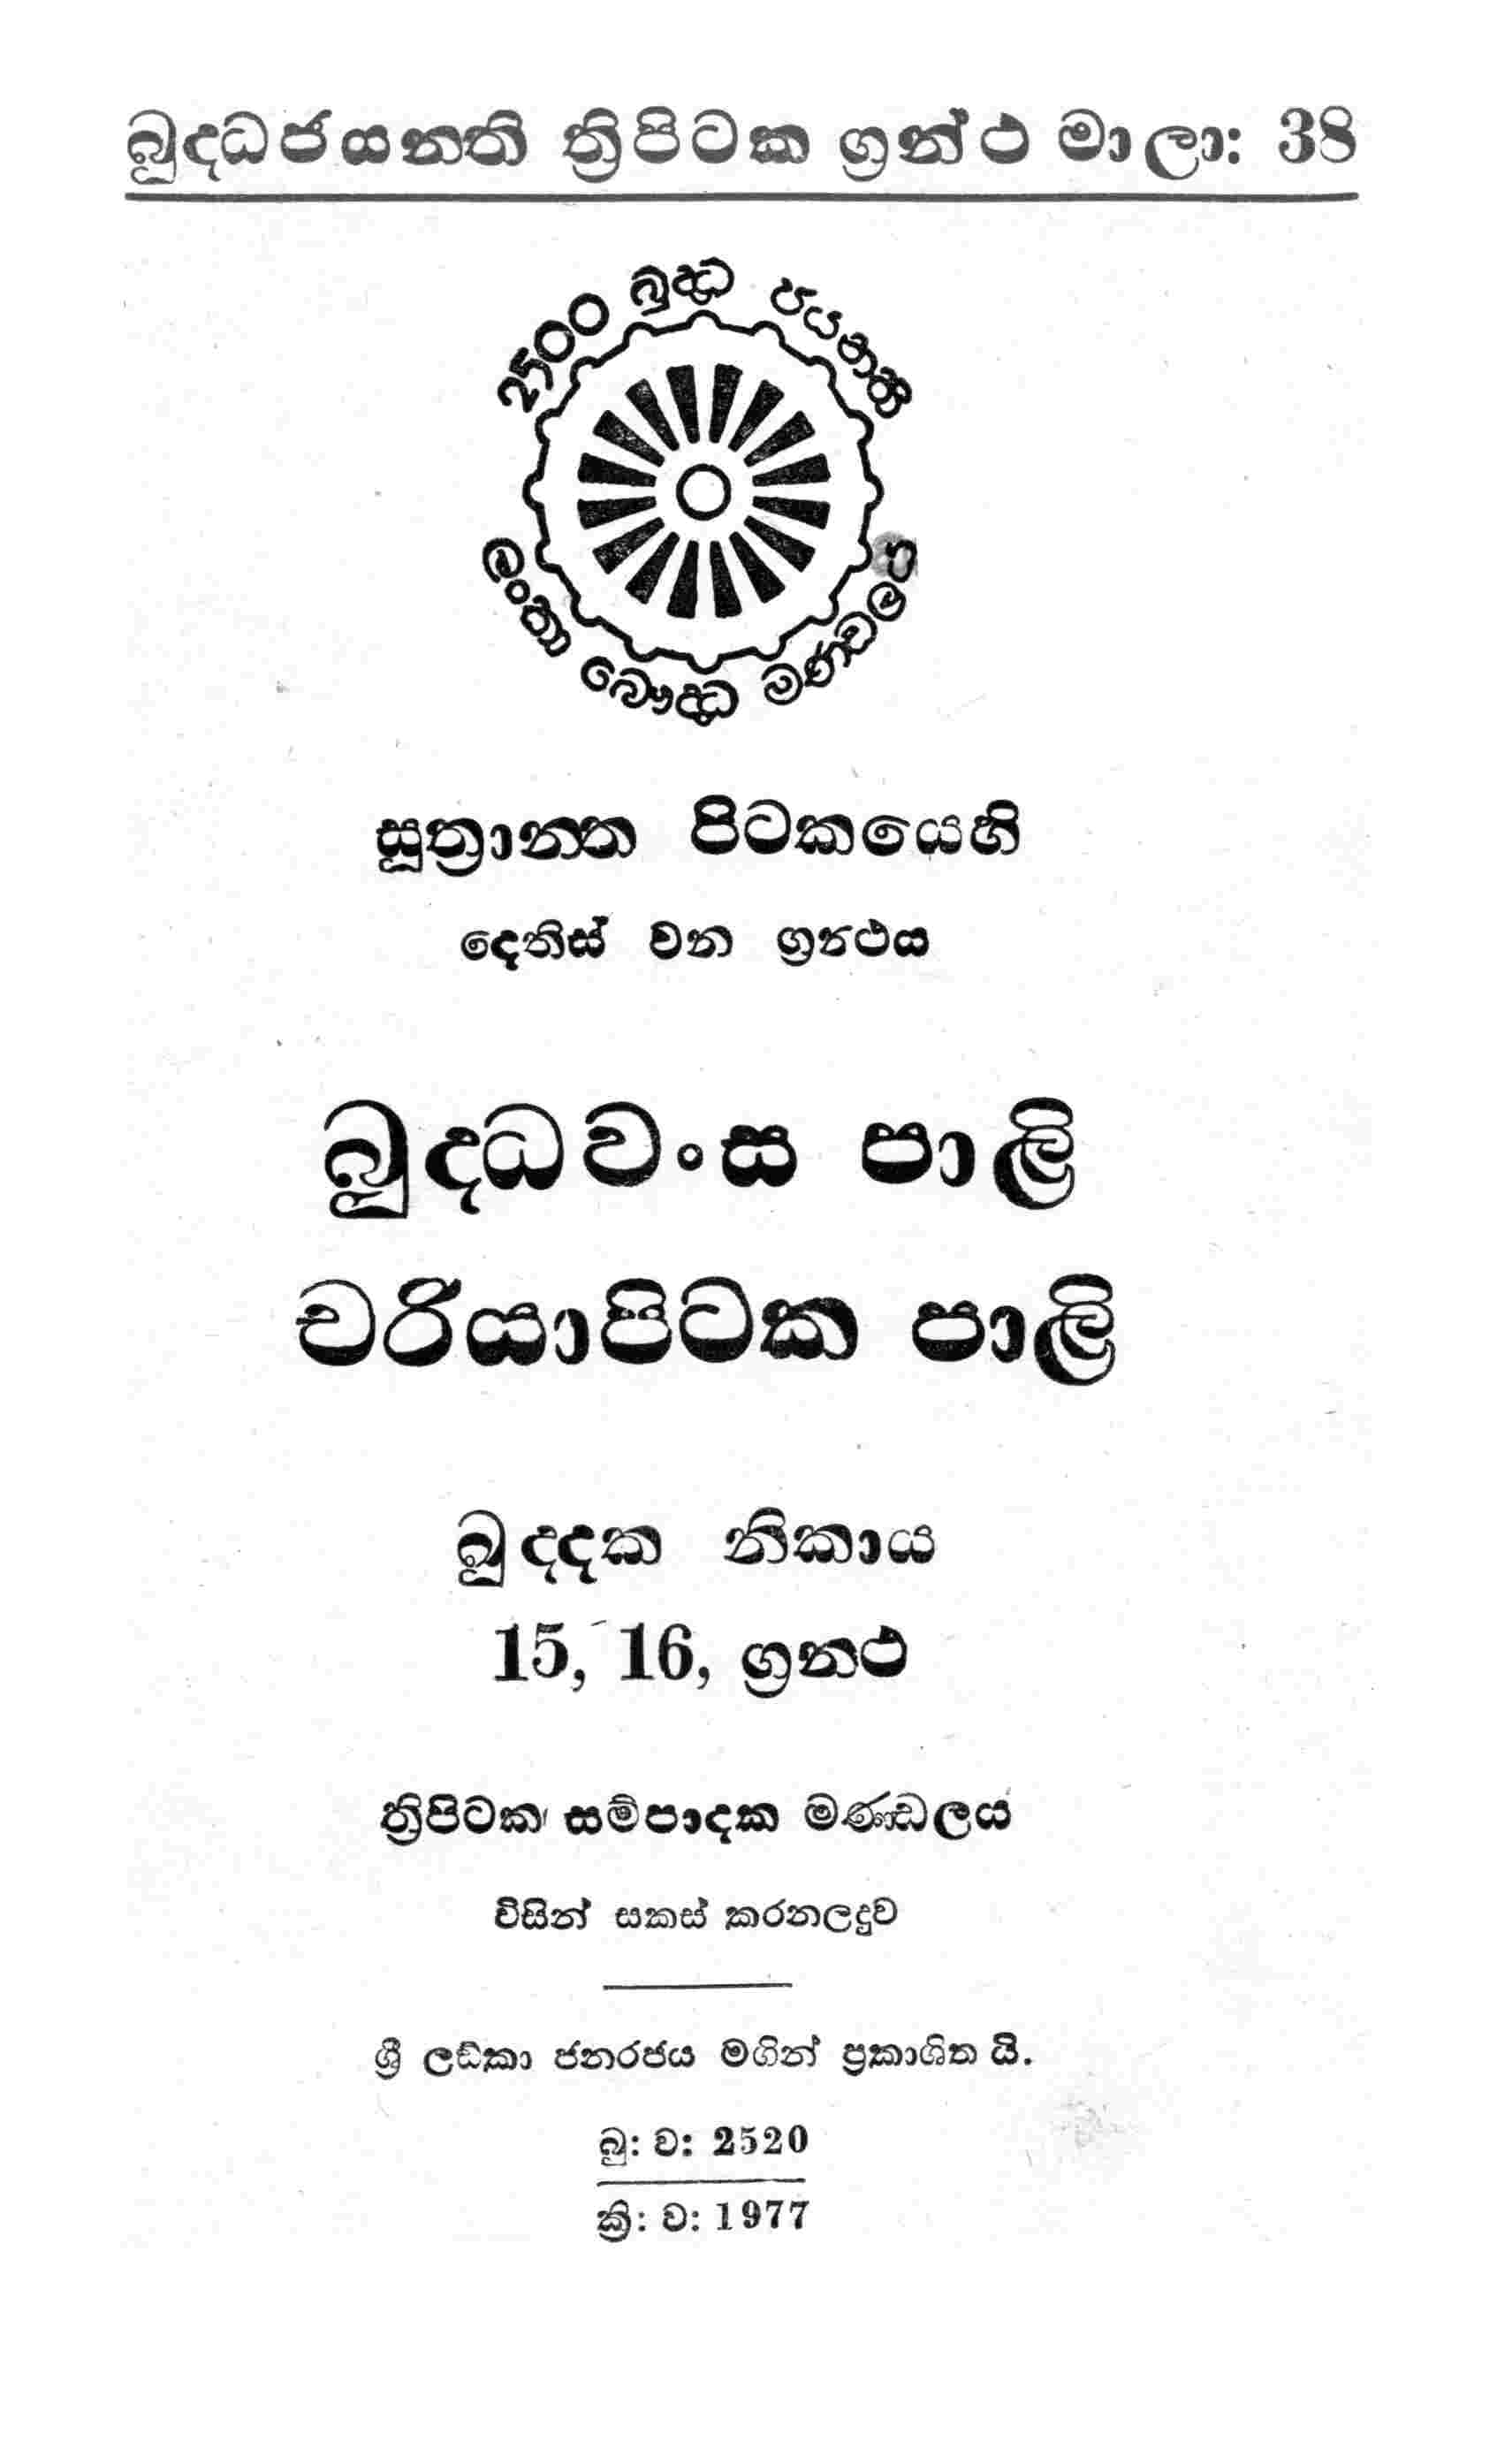 බුද්ධජයන්ති ත්‍රිපිටක ග්‍රන්ථ මාලා: 38
2500 බුද්ධ ජයන්ති
ලංකා බෞද්ධ මණ්ඩලය
සූත්‍රාන්ත පිටකයෙහි
දෙතිස් වන ග්‍රන්ථය
බුද්ධවංස පාලි
චරියාපිටක පාලි
ඛුද්දක නිකාය
15, 16, ග්‍රන්ථ
ත්‍රිපිටක සම්පාදක මණ්ඩලය
විසින් සකස් කරනලදුව
ශ්‍රී ලඞ්කා ජනරජය මගින් ප්‍රකාශිත යි.
බු: ව: 2520
ක්‍රි: ව: 1977